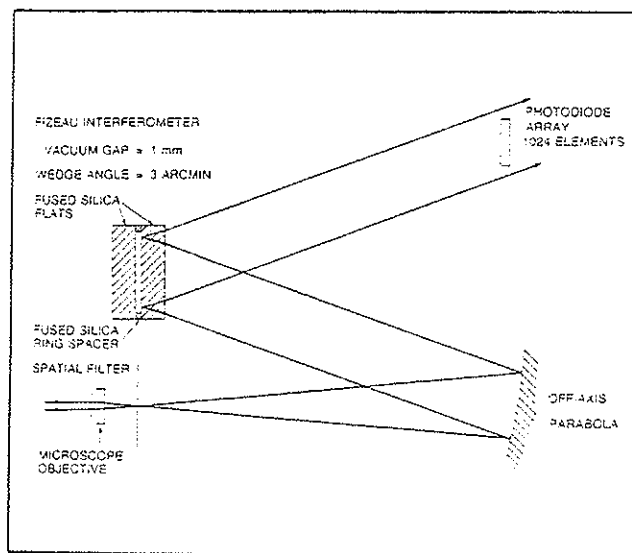 FIZEAU INTERFEROMETER
VACUUM GAP = 1 mm
WEDGE ANGLE = 3 ARCMIN
FUSED SILICA
FLATS
FUSED SILICA
RING SPACER
SPATIAL FILTER
MICROSCOPE
OBJECTIVE
PHOTODIODE
ARRAY
1024 ELEMENTS
OFF-AXIS
PARABOLA